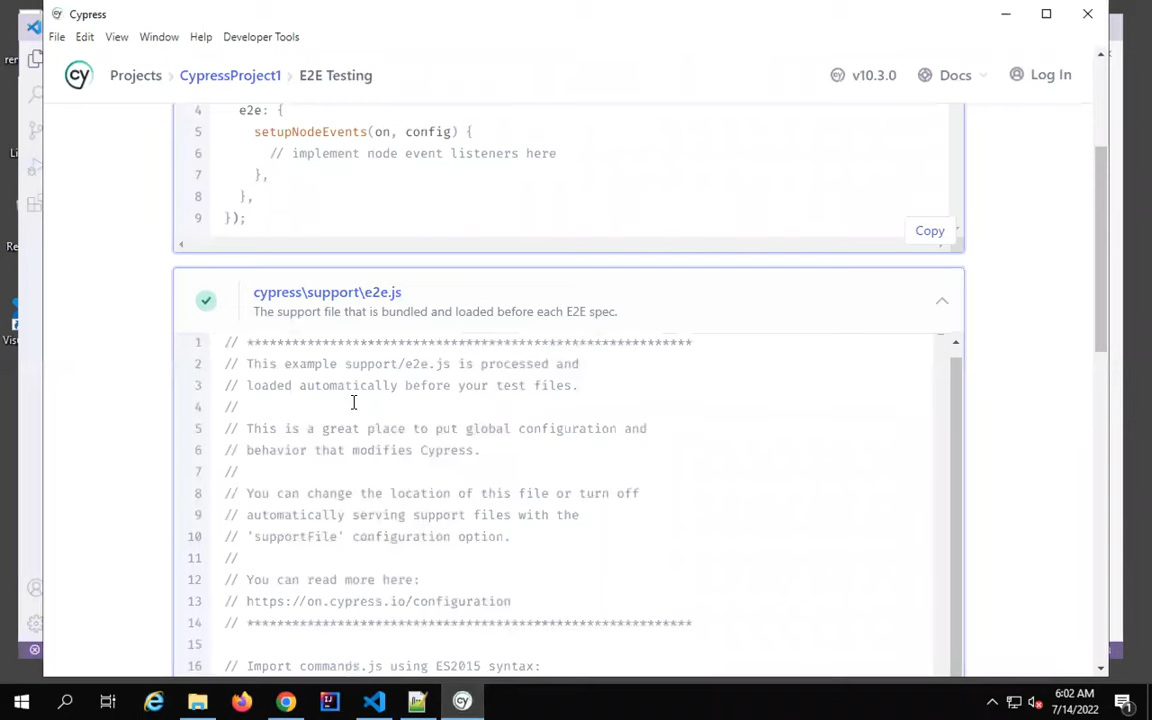 Cypress
File Edit View Window Help Developer Tools
cy Projects CypressProject1 E2E Testing v10.3.0 Docs Log In
4 e2e: {
5 setupNodeEvents(on, config) {
6 // implement node event listeners here
7 },
8 },
9 });
Copy
cypress\support\e2e.js
The support file that is bundled and loaded before each E2E spec.
1 // ***********************************************************
2 // This example support/e2e.js is processed and
3 // loaded automatically before your test files.
4 //
5 // This is a great place to put global configuration and
6 // behavior that modifies Cypress.
7 //
8 // You can change the location of this file or turn off
9 // automatically serving support files with the
10 // 'supportFile' configuration option.
11 //
12 // You can read more here:
13 // https://on.cypress.io/configuration
14 // ***********************************************************
15
16 // Import commands.js using ES2015 syntax:
6:02 AM
7/14/2022
1